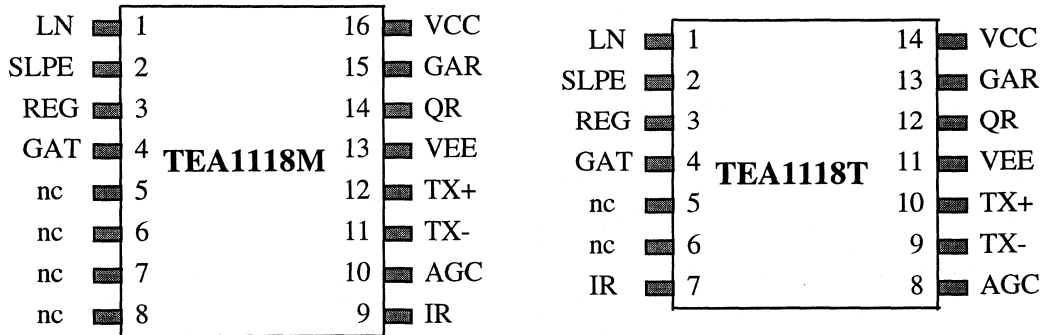 LN 1 16 VCC
SLPE 2 15 GAR
REG 3 14 QR
GAT 4 TEA1118M 13 VEE
nc 5 12 TX+
nc 6 11 TX-
nc 7 10 AGC
nc 8 9 IR
LN 1 14 VCC
SLPE 2 13 GAR
REG 3 12 QR
GAT 4 TEA1118T 11 VEE
nc 5 10 TX+
nc 6 9 TX-
IR 7 8 AGC